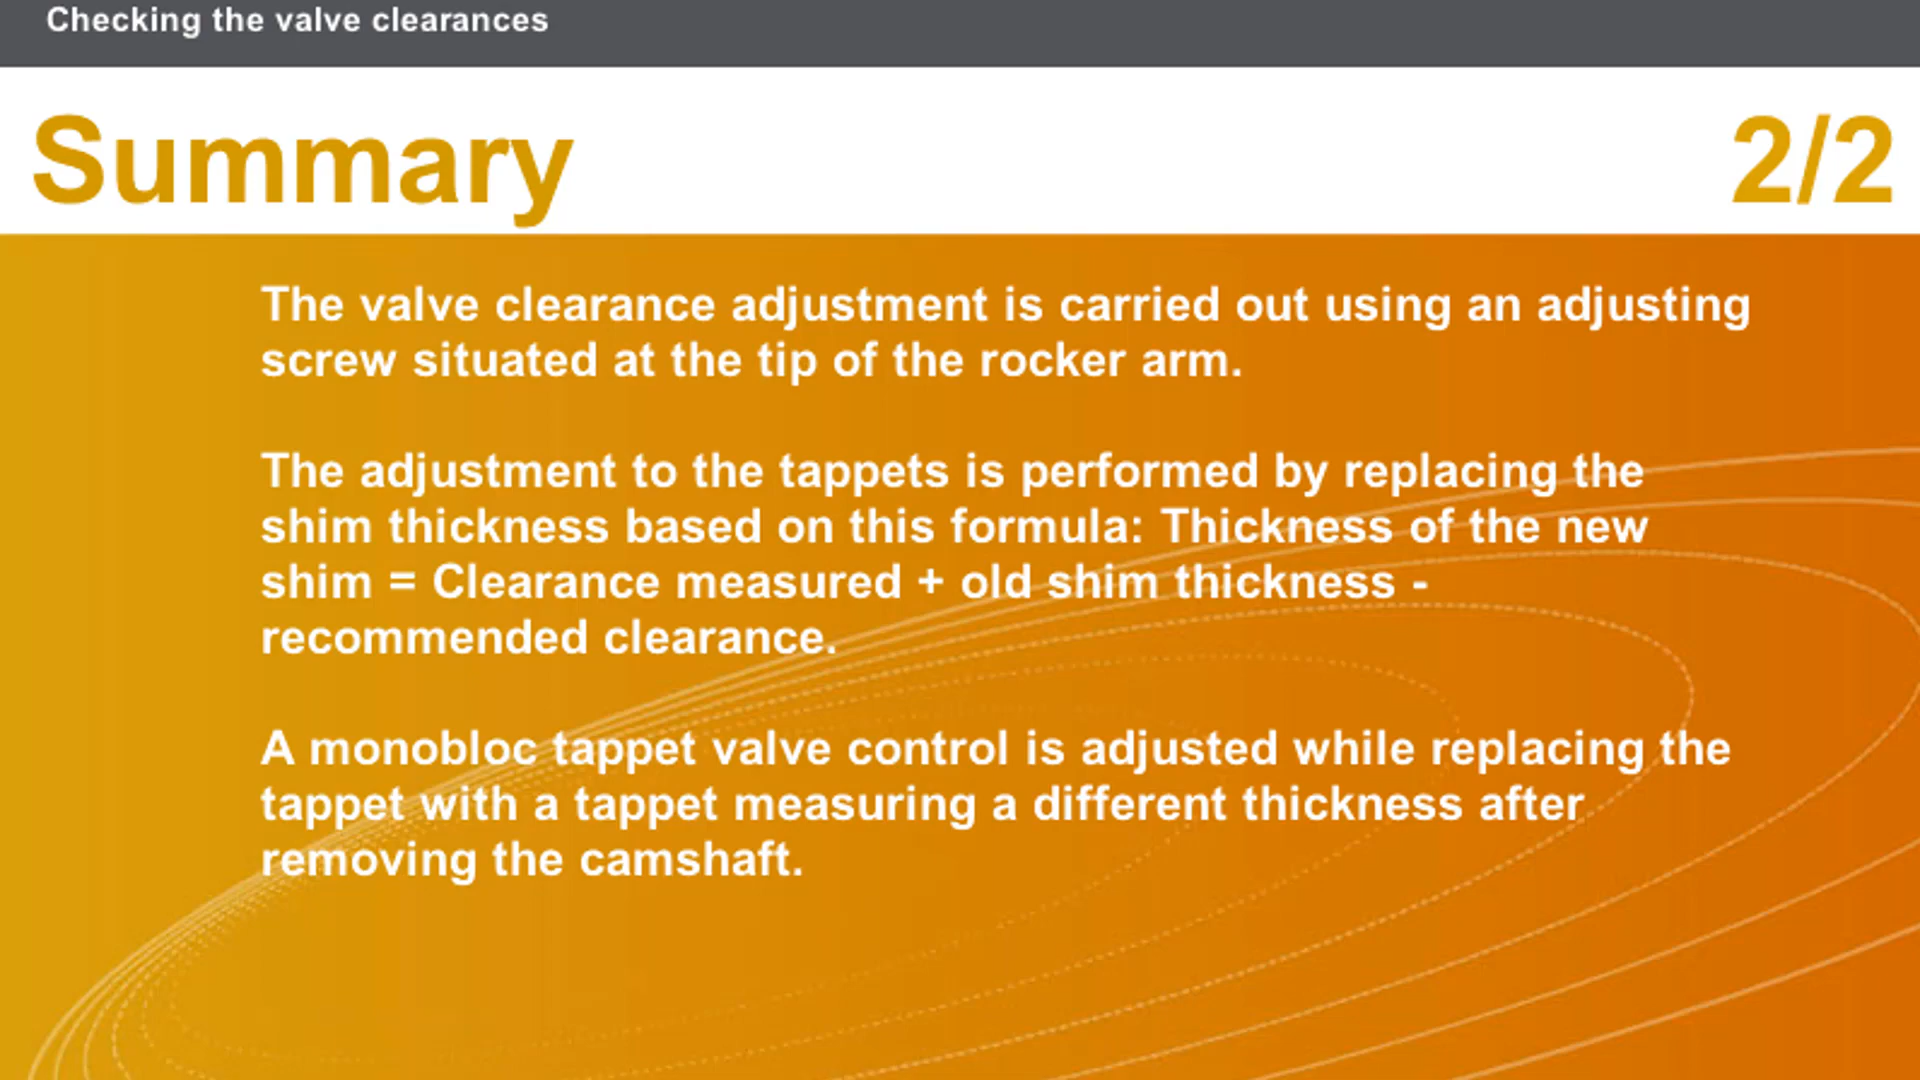 Checking the valve clearances
Summary
2/2
The valve clearance adjustment is carried out using an adjusting
screw situated at the tip of the rocker arm.
The adjustment to the tappets is performed by replacing the
shim thickness based on this formula: Thickness of the new
shim = Clearance measured + old shim thickness -
recommended clearance.
A monobloc tappet valve control is adjusted while replacing the
tappet with a tappet measuring a different thickness after
removing the camshaft.